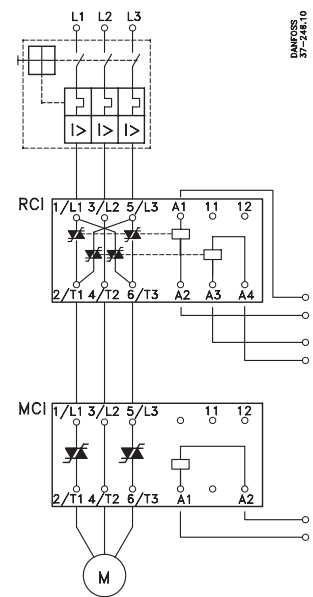 L1 L2 L3
DANFOSS
37-248.10
I> I> I>
RCI
1/L1 3/L2 5/L3 A1 11 12
2/T1 4/T2 6/T3 A2 A3 A4
MCI
1/L1 3/L2 5/L3 11 12
2/T1 4/T2 6/T3 A1 A2
M